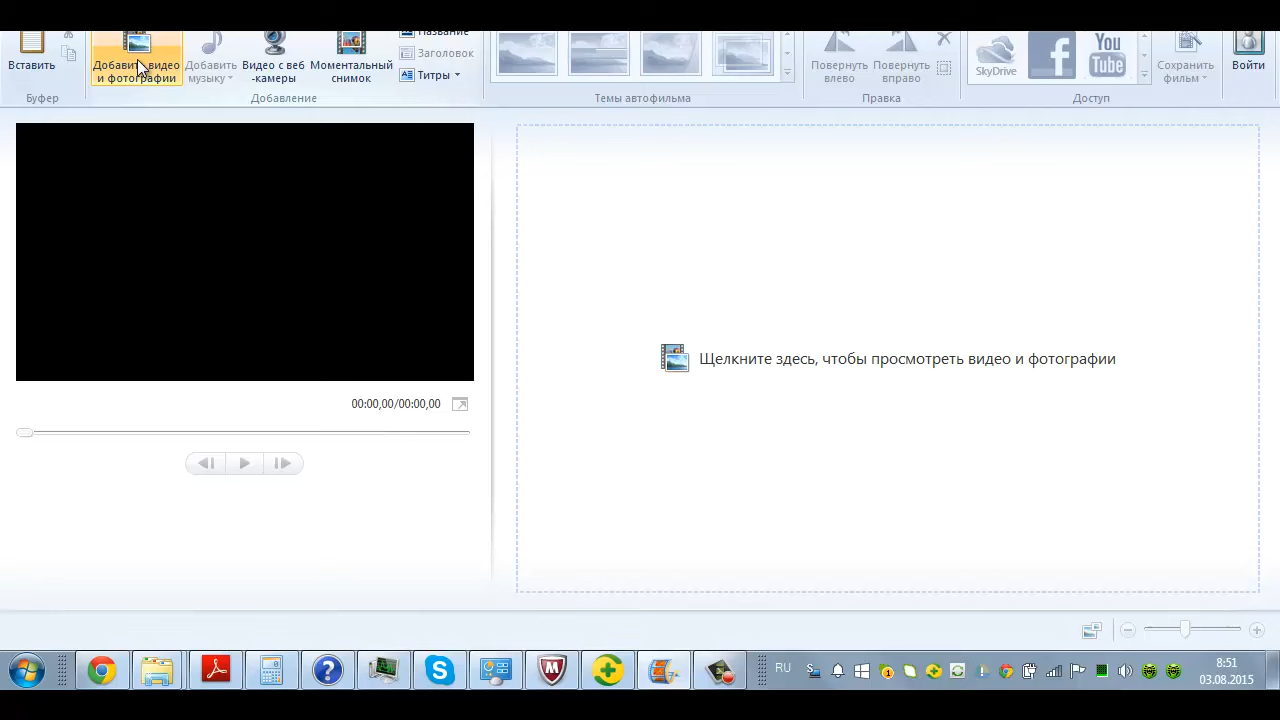 Название
Вставить
Добавить видео
и фотографии
Добавить
музыку
Видео с веб
-камеры
Моментальный
снимок
Заголовок
Титры
Повернуть
влево
Повернуть
вправо
SkyDrive
You
Tube
Сохранить
фильм
Войти
Буфер
Добавление
Темы автофильма
Правка
Доступ
Щелкните здесь, чтобы просмотреть видео и фотографии
00:00,00/00:00,00
RU
8:51
03.08.2015